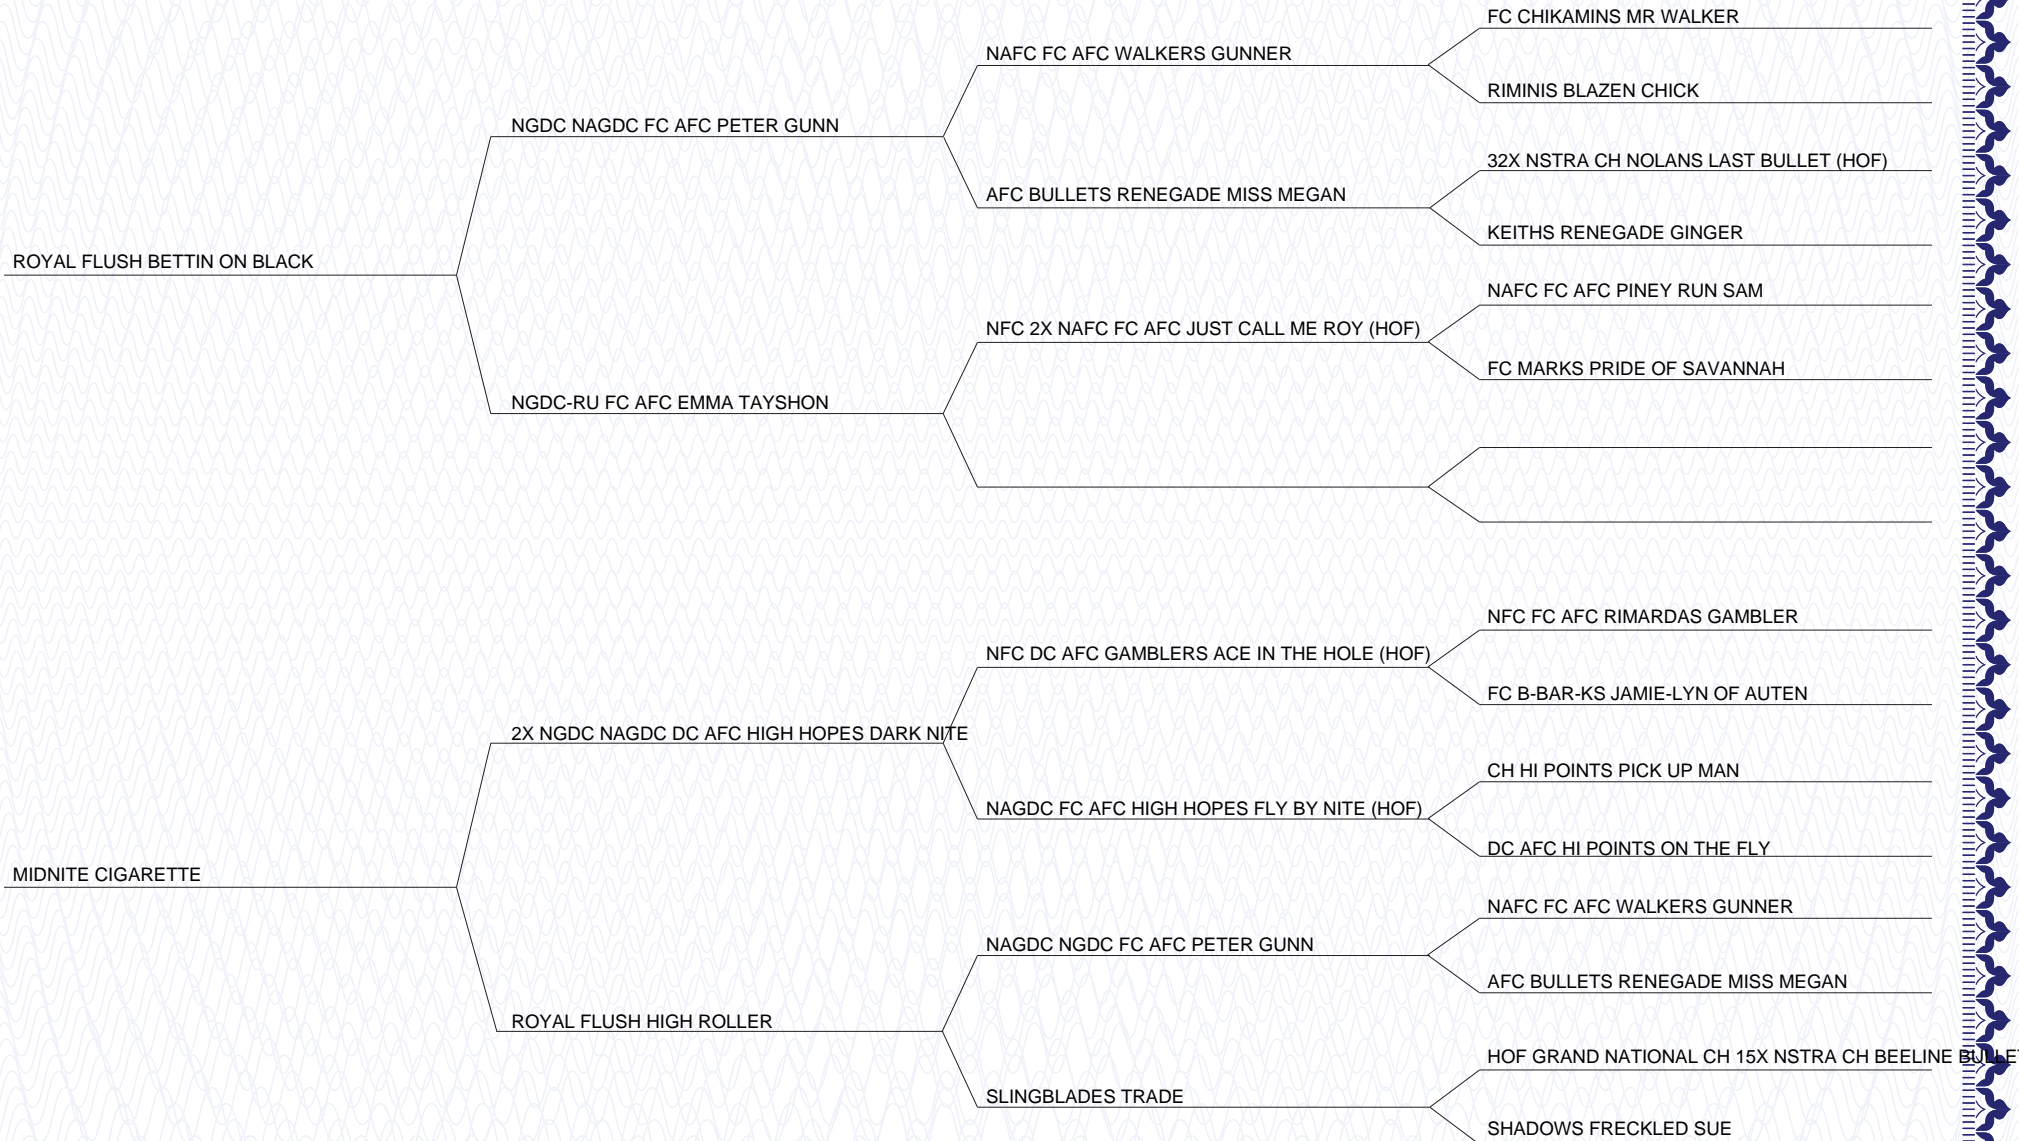 FC CHIKAMINS MR WALKER
NAFC FC AFC WALKERS GUNNER
RIMINIS BLAZEN CHICK
NGDC NAGDC FC AFC PETER GUNN
32X NSTRA CH NOLANS LAST BULLET (HOF)
AFC BULLETS RENEGADE MISS MEGAN
KEITHS RENEGADE GINGER
ROYAL FLUSH BETTIN ON BLACK
NAFC FC AFC PINEY RUN SAM
NFC 2X NAFC FC AFC JUST CALL ME ROY (HOF)
FC MARKS PRIDE OF SAVANNAH
NGDC-RU FC AFC EMMA TAYSHON
NFC FC AFC RIMARDAS GAMBLER
NFC DC AFC GAMBLERS ACE IN THE HOLE (HOF)
FC B-BAR-KS JAMIE-LYN OF AUTEN
2X NGDC NAGDC DC AFC HIGH HOPES DARK NITE
CH HI POINTS PICK UP MAN
NAGDC FC AFC HIGH HOPES FLY BY NITE (HOF)
DC AFC HI POINTS ON THE FLY
MIDNITE CIGARETTE
NAFC FC AFC WALKERS GUNNER
NAGDC NGDC FC AFC PETER GUNN
AFC BULLETS RENEGADE MISS MEGAN
ROYAL FLUSH HIGH ROLLER
HOF GRAND NATIONAL CH 15X NSTRA CH BEELINE BULLET
SLINGBLADES TRADE
SHADOWS FRECKLED SUE